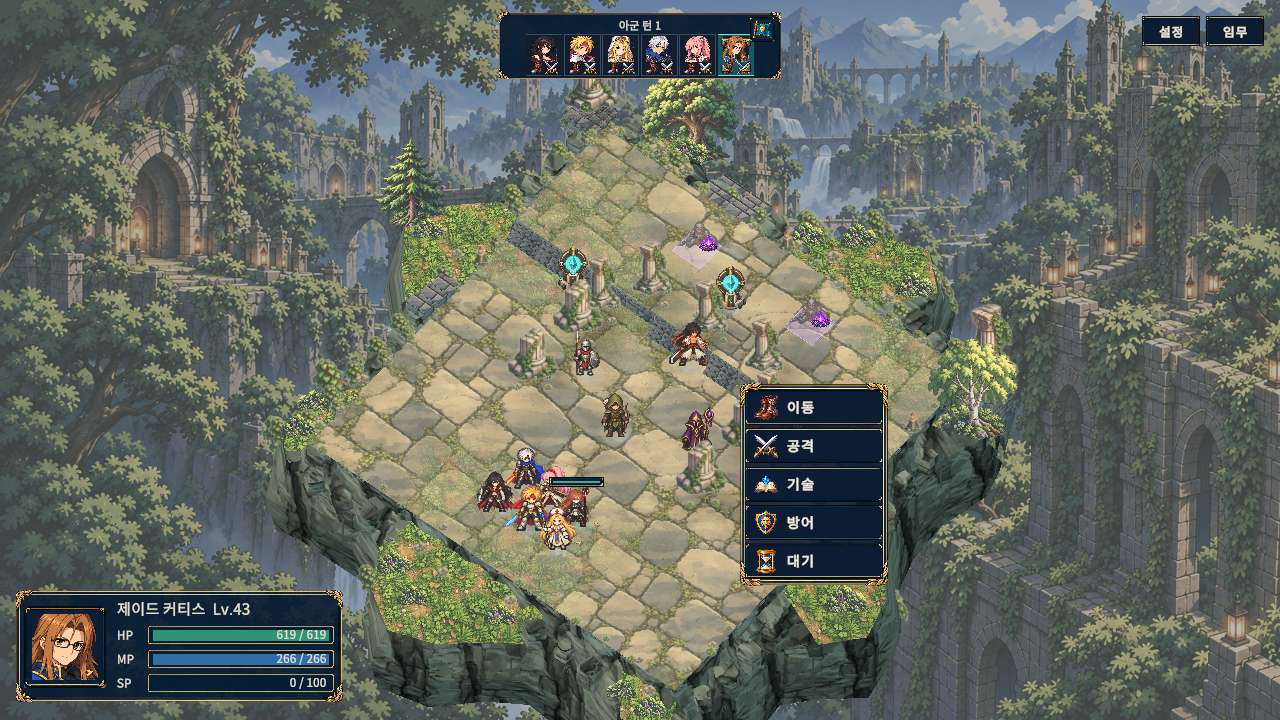 아군 턴 1
설정
임무
이동
공격
기술
방어
대기
제이드 커티스 Lv.43
HP 619 / 619
MP 266 / 266
SP 0 / 100